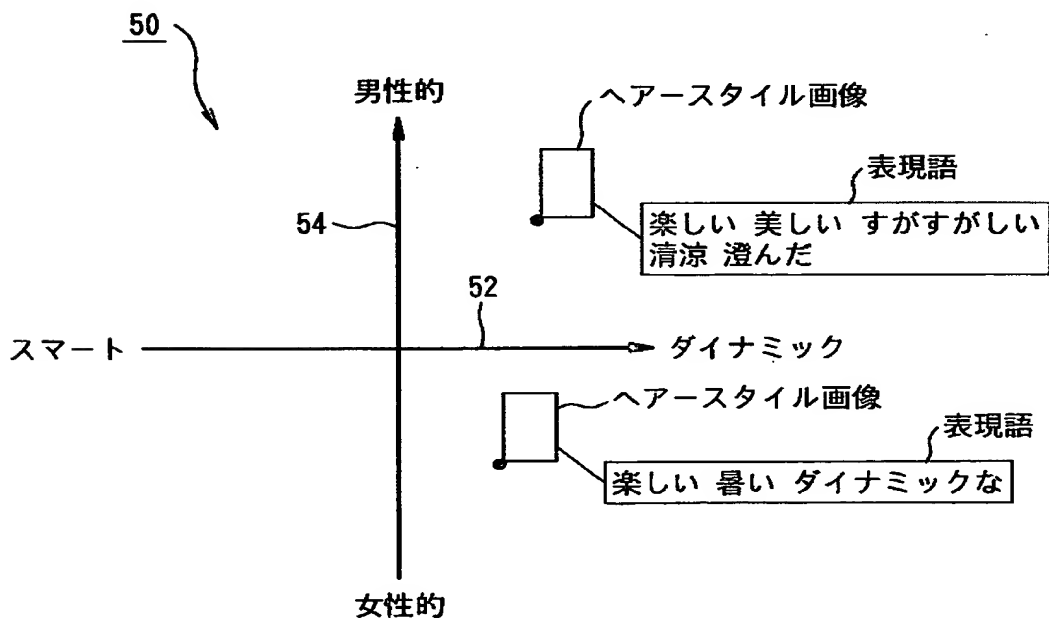 50
男性的
ヘアースタイル画像
表現語
54
楽しい 美しい すがすがしい
清涼 澄んだ
52
スマート
ダイナミック
ヘアースタイル画像
表現語
楽しい 暑い ダイナミックな
女性的